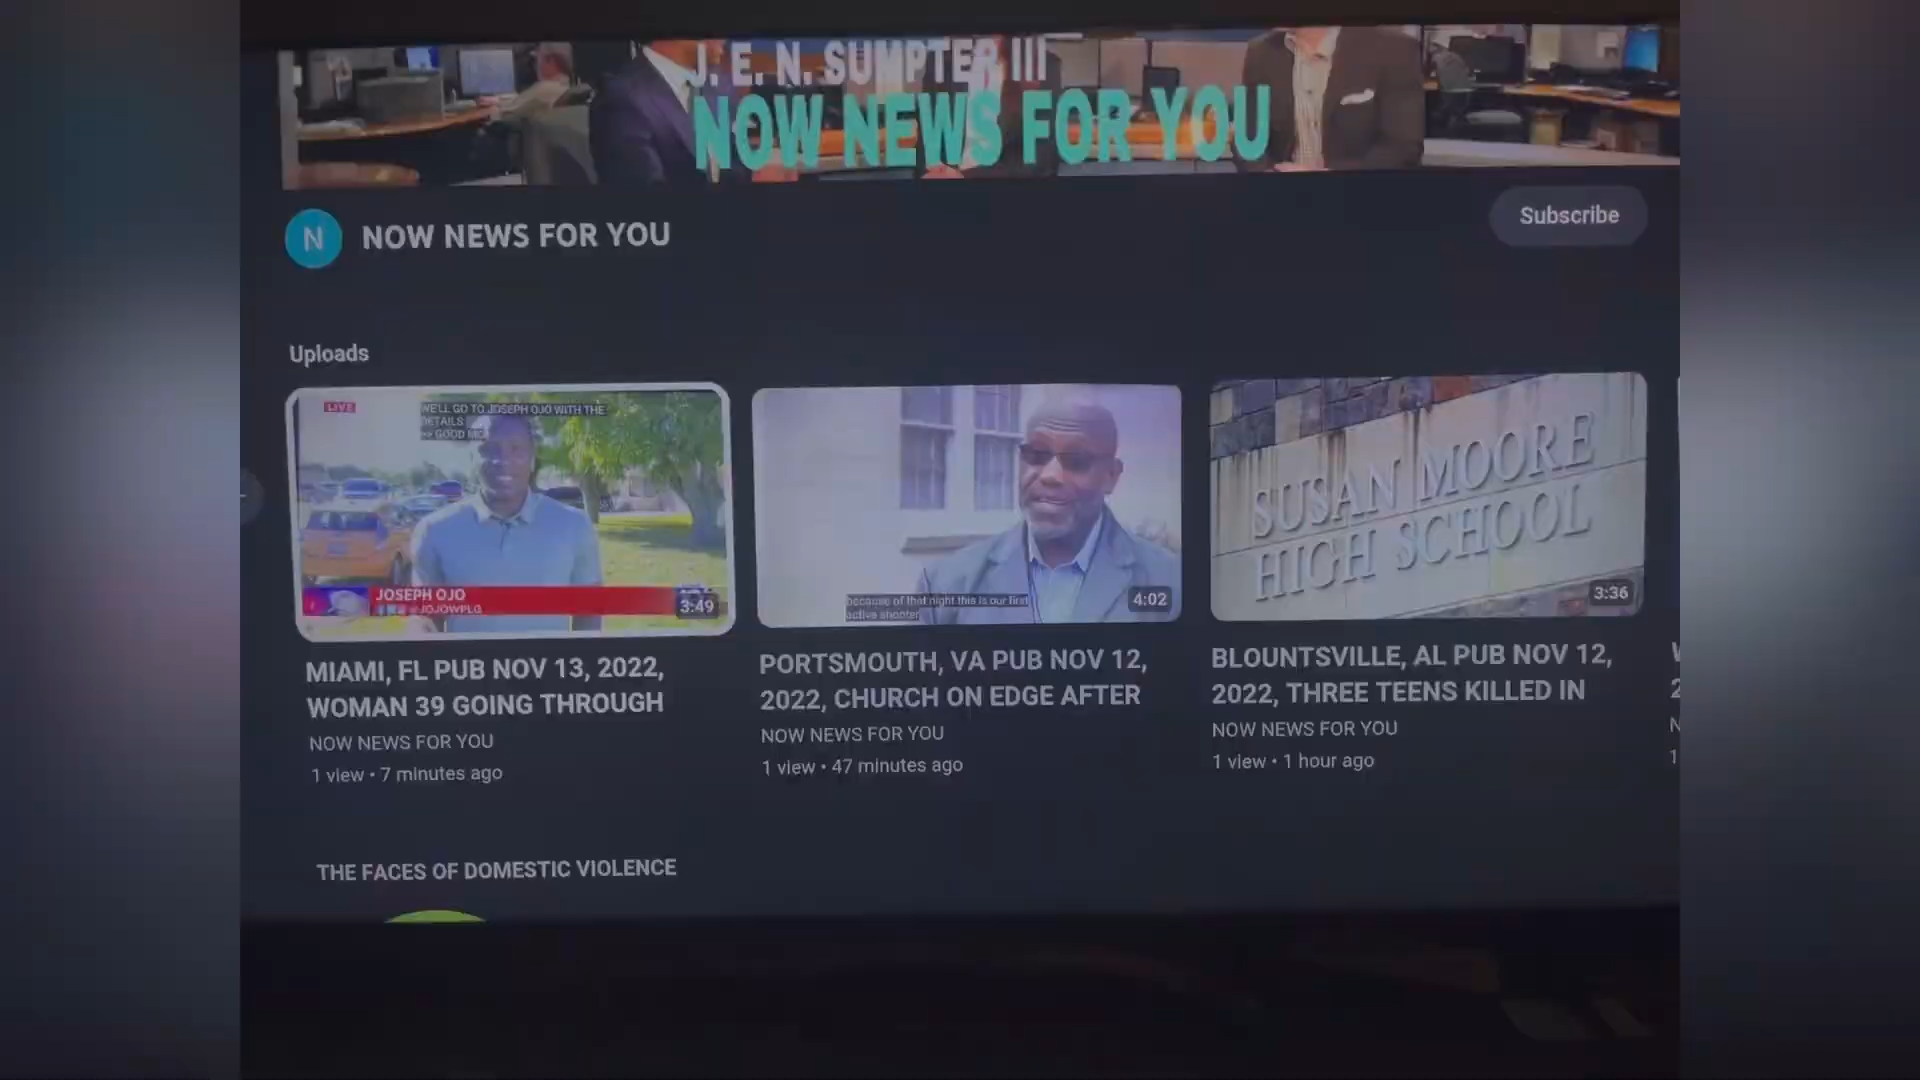 J. E. N. SUMPTER III
NOW NEWS FOR YOU
N
NOW NEWS FOR YOU
Subscribe
Uploads
LIVE
WE'LL GO TO JOSEPH OJO WITH THE
DETAILS
>> GOOD MO
JOSEPH OJO
@JOJOWPLG
3:49
MIAMI, FL PUB NOV 13, 2022,
WOMAN 39 GOING THROUGH
NOW NEWS FOR YOU
1 view • 7 minutes ago
because of that night this is our first
active shooter
4:02
PORTSMOUTH, VA PUB NOV 12,
2022, CHURCH ON EDGE AFTER
NOW NEWS FOR YOU
1 view • 47 minutes ago
SUSAN MOORE
HIGH SCHOOL
3:36
BLOUNTSVILLE, AL PUB NOV 12,
2022, THREE TEENS KILLED IN
NOW NEWS FOR YOU
1 view • 1 hour ago
THE FACES OF DOMESTIC VIOLENCE